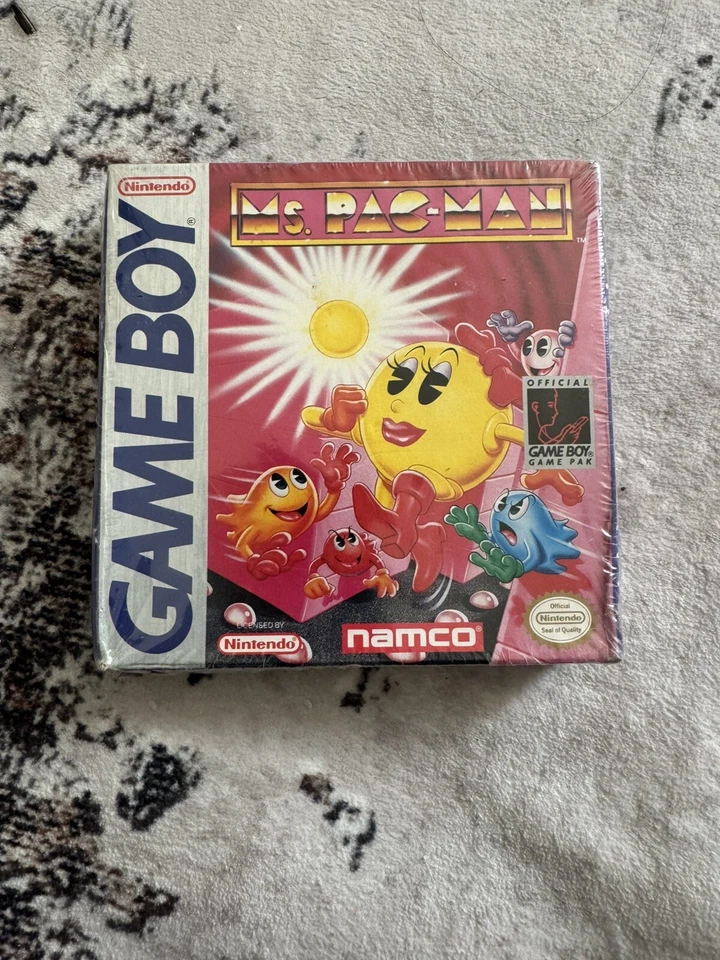 Nintendo®
GAME BOY®
Ms. PAC-MAN™
OFFICIAL
GAME BOY®
GAME PAK
LICENSED BY
Nintendo®
namco®
Official
Nintendo
Seal of Quality